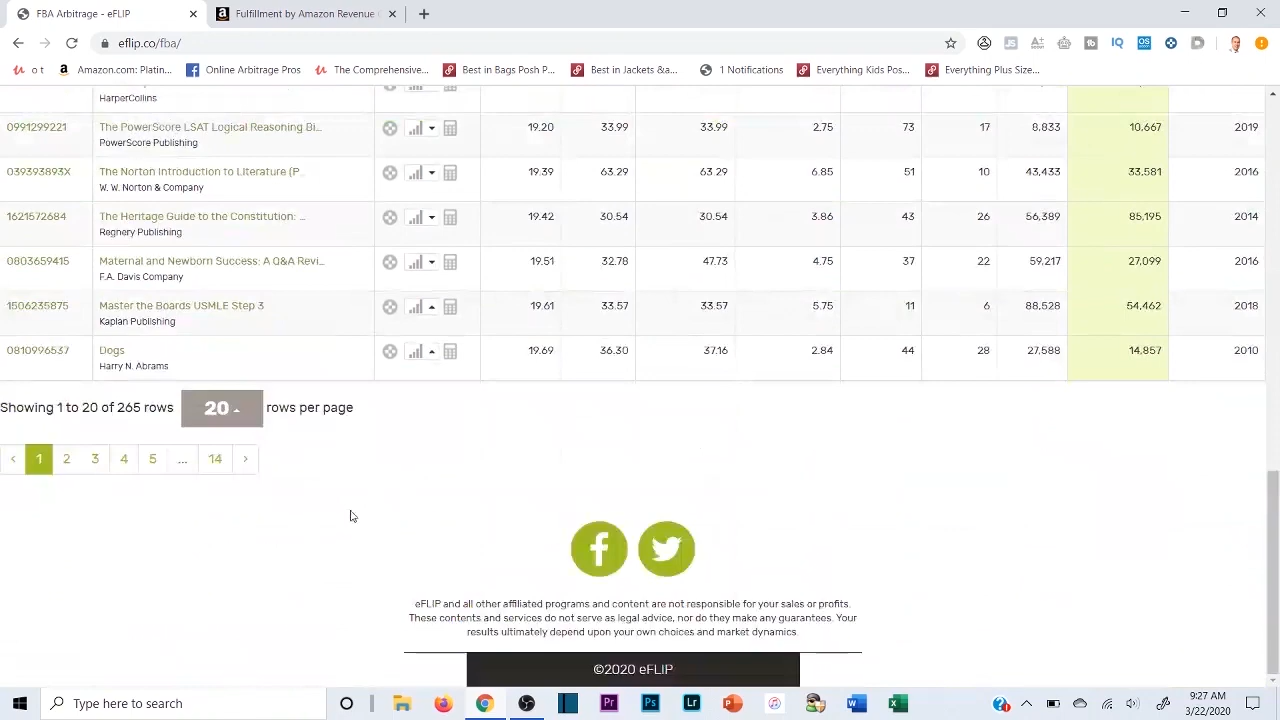 FBA Arbitrage - eFLIP
Fulfillment by Amazon Revenue C
eflip.co/fba/
o t
Amazon.com: Platin...
Online Arbitrage Pros
The Comprehensive...
Best in Bags Posh P...
Best in Jackets &a...
1 Notifications
Everything Kids Pos...
Everything Plus Size...
HarperCollins
0991299221 The PowerScore LSAT Logical Reasoning Bi... 19.20 33.99 33.99 2.75 73 17 8,833 10,667 2019
PowerScore Publishing
039393893X The Norton Introduction to Literature (P... 19.39 63.29 63.29 6.85 51 10 43,433 33,581 2016
W. W. Norton & Company
1621572684 The Heritage Guide to the Constitution: ... 19.42 30.54 30.54 3.86 43 26 56,389 85,195 2014
Regnery Publishing
0803659415 Maternal and Newborn Success: A Q&A Revi... 19.51 32.78 47.73 4.75 37 22 59,217 27,099 2016
F.A. Davis Company
1506235875 Master the Boards USMLE Step 3 19.61 33.57 33.57 5.75 11 6 88,528 54,462 2018
Kaplan Publishing
0810996537 Dogs 19.69 36.30 37.16 2.84 44 28 27,588 14,857 2010
Harry N. Abrams
Showing 1 to 20 of 265 rows 20 rows per page
‹ 1 2 3 4 5 ... 14 ›
eFLIP and all other affiliated programs and content are not responsible for your sales or profits.
These contents and services do not serve as legal advice, nor do they make any guarantees. Your
results ultimately depend upon your own choices and market dynamics.
©2020 eFLIP
Type here to search
9:27 AM
3/22/2020